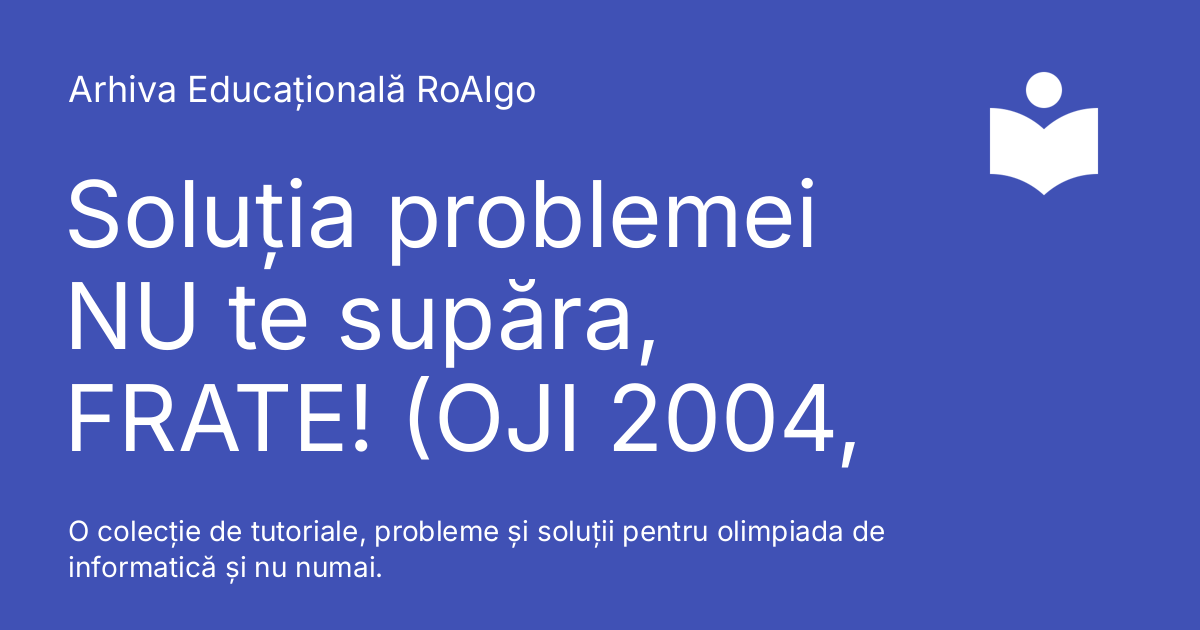 Arhiva Educațională RoAlgo
Soluția problemei
NU te supăra,
FRATE! (OJI 2004,
O colecție de tutoriale, probleme și soluții pentru olimpiada de
informatică și nu numai.